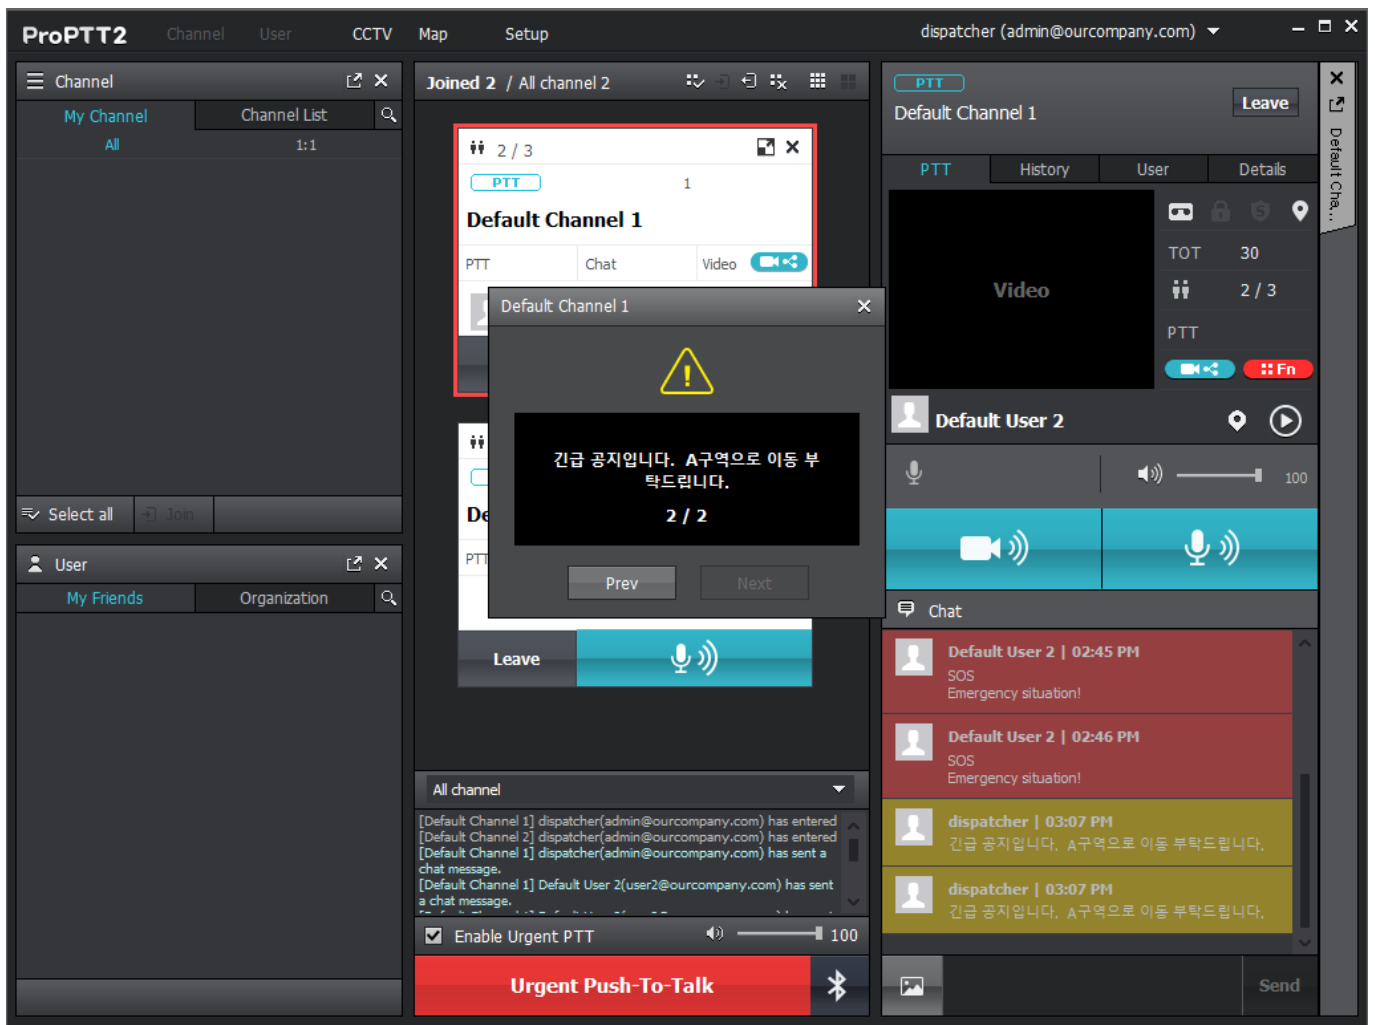 ProPTT2
Channel
User
CCTV
Map
Setup
dispatcher (admin@ourcompany.com)
Channel
My Channel
Channel List
All
1:1
Select all
Join
User
My Friends
Organization
Joined 2 / All channel 2
2 / 3
PTT
1
Default Channel 1
PTT
Chat
Video
De
PTT
Leave
Default Channel 1
긴급 공지입니다. A구역으로 이동 부
탁드립니다.
2 / 2
Prev
Next
All channel
[Default Channel 1] dispatcher(admin@ourcompany.com) has entered
[Default Channel 2] dispatcher(admin@ourcompany.com) has entered
[Default Channel 1] dispatcher(admin@ourcompany.com) has sent a
chat message.
[Default Channel 1] Default User 2(user2@ourcompany.com) has sent
a chat message.
Enable Urgent PTT
100
Urgent Push-To-Talk
PTT
Default Channel 1
Leave
PTT
History
User
Details
Video
TOT
30
2 / 3
PTT
Fn
Default User 2
100
Chat
Default User 2 | 02:45 PM
SOS
Emergency situation!
Default User 2 | 02:46 PM
SOS
Emergency situation!
dispatcher | 03:07 PM
긴급 공지입니다. A구역으로 이동 부탁드립니다.
dispatcher | 03:07 PM
긴급 공지입니다. A구역으로 이동 부탁드립니다.
Send
Default Cha...